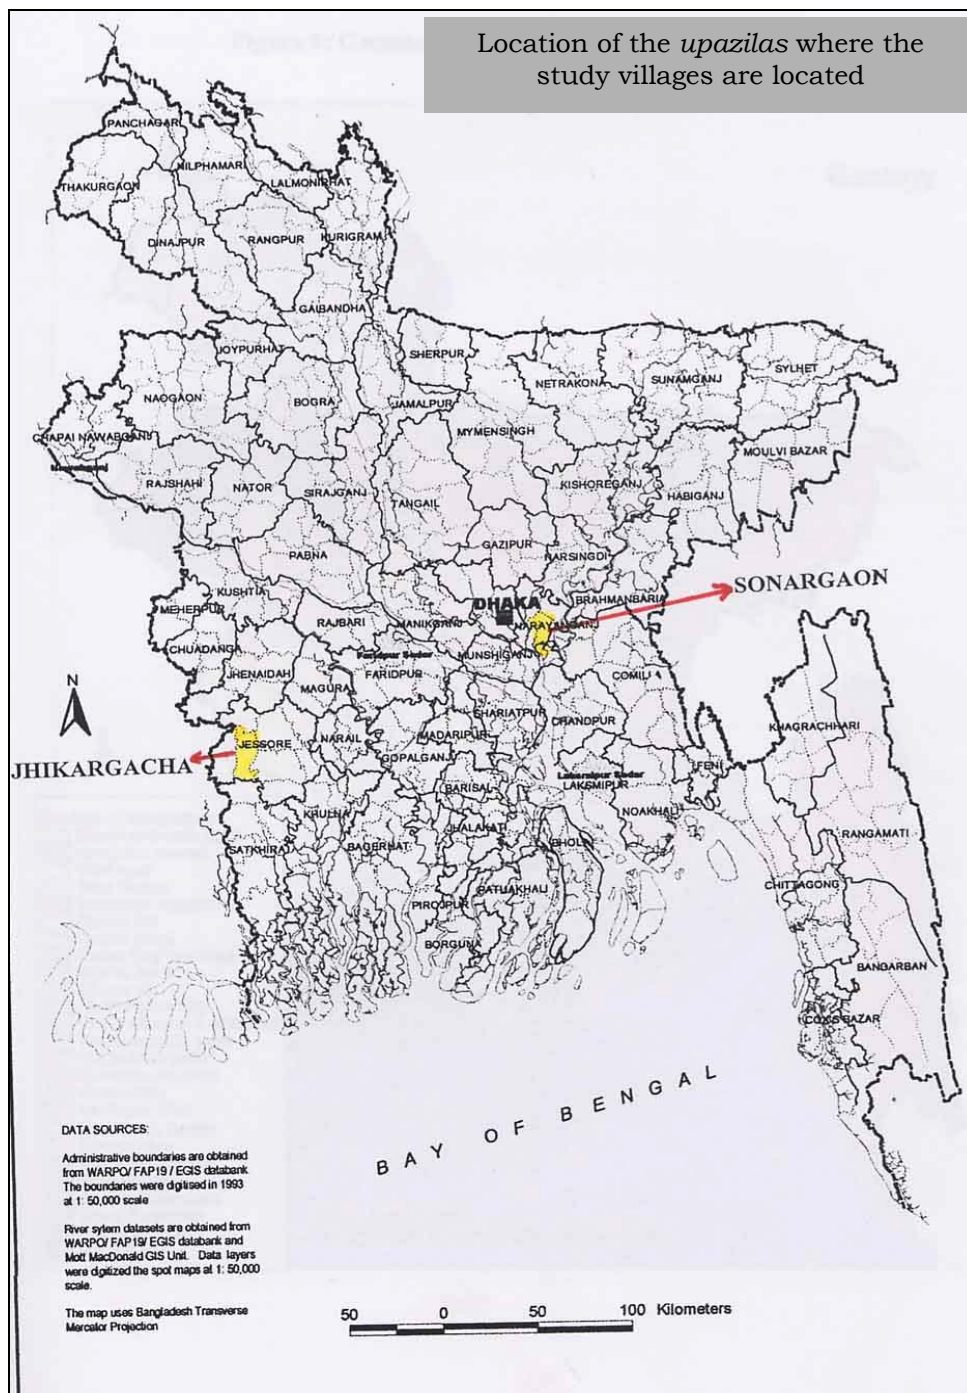 Location of the upazilas where the
study villages are located
PANCHAGAR
NILPHAMARI
THAKURGAON
LALMONIRHAT
DINAJPUR
RANGPUR
KURIGRAM
GAIBANDHA
JOYPURHAT
SHERPUR
NETRAKONA
SUNAMGANJ
SYLHET
NAOGAON
BOGRA
JAMALPUR
MYMENSINGH
CHAPAI NAWABGANJ
Nawabganj
MOULVI BAZAR
RAJSHAHI
NATOR
SIRAJGANJ
TANGAIL
KISHOREGANJ
HABIGANJ
PABNA
GAZIPUR
NARSINGDI
SONARGAON
KUSHTIA
MEHERPUR
DHAKA
BRAHMANBARIA
RAJBARI
MANIKGANJ
NARAYANGANJ
CHUADANGA
Faridpur Sadar
MUNSHIGANJ
JHENAIDAH
FARIDPUR
COMILLA
MAGURA
N
SHARIATPUR
CHANDPUR
KHAGRACHHARI
JESSORE
NARAIL
MADARIPUR
JHIKARGACHA
GOPALGANJ
FENI
Laksmipur Sadar
LAKSMIPUR
BARISAL
KHULNA
NOAKHALI
JHALAKATI
RANGAMATI
SATKHIRA
BAGERHAT
BHOLA
PATUAKHALI
CHITTAGONG
PIROJPUR
BORGUNA
BANDARBAN
COX'S BAZAR
BAY OF BENGAL
DATA SOURCES:
Administrative boundaries are obtained
from WARPO/ FAP19 / EGIS databank
The boundaries were digitised in 1993
at 1: 50,000 scale
River sytem datasets are obtained from
WARPO/ FAP19/ EGIS databank and
Mott MacDonald GIS Unit. Data layers
were digitized the spot maps at 1: 50,000
scale.
The map uses Bangladesh Transverse
Mercator Projection
50 0 50 100 Kilometers